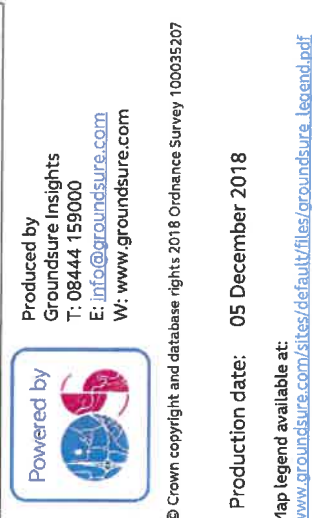 Powered by
OS
Produced by
Groundsure Insights
T: 08444 159000
E: info@groundsure.com
W: www.groundsure.com
© Crown copyright and database rights 2018 Ordnance Survey 100035207
Production date: 05 December 2018
Map legend available at:
www.groundsure.com/sites/default/files/groundsure_legend.pdf